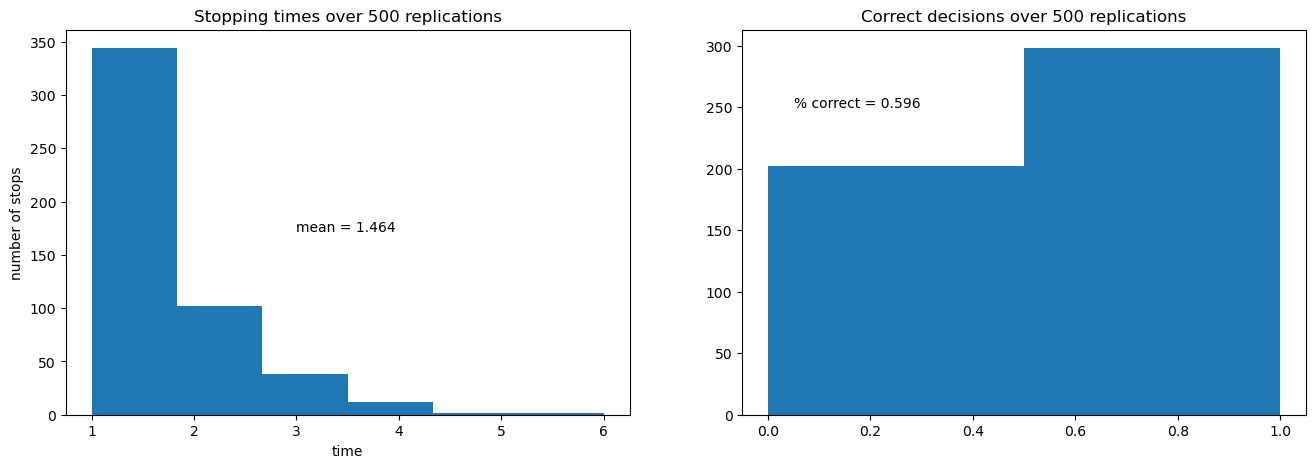 Stopping times over 500 replications
350
300
250
200
150
100
50
0
number of stops
mean = 1.464
1 2 3 4 5 6
time
Correct decisions over 500 replications
300
250
200
150
100
50
0
% correct = 0.596
0.0 0.2 0.4 0.6 0.8 1.0